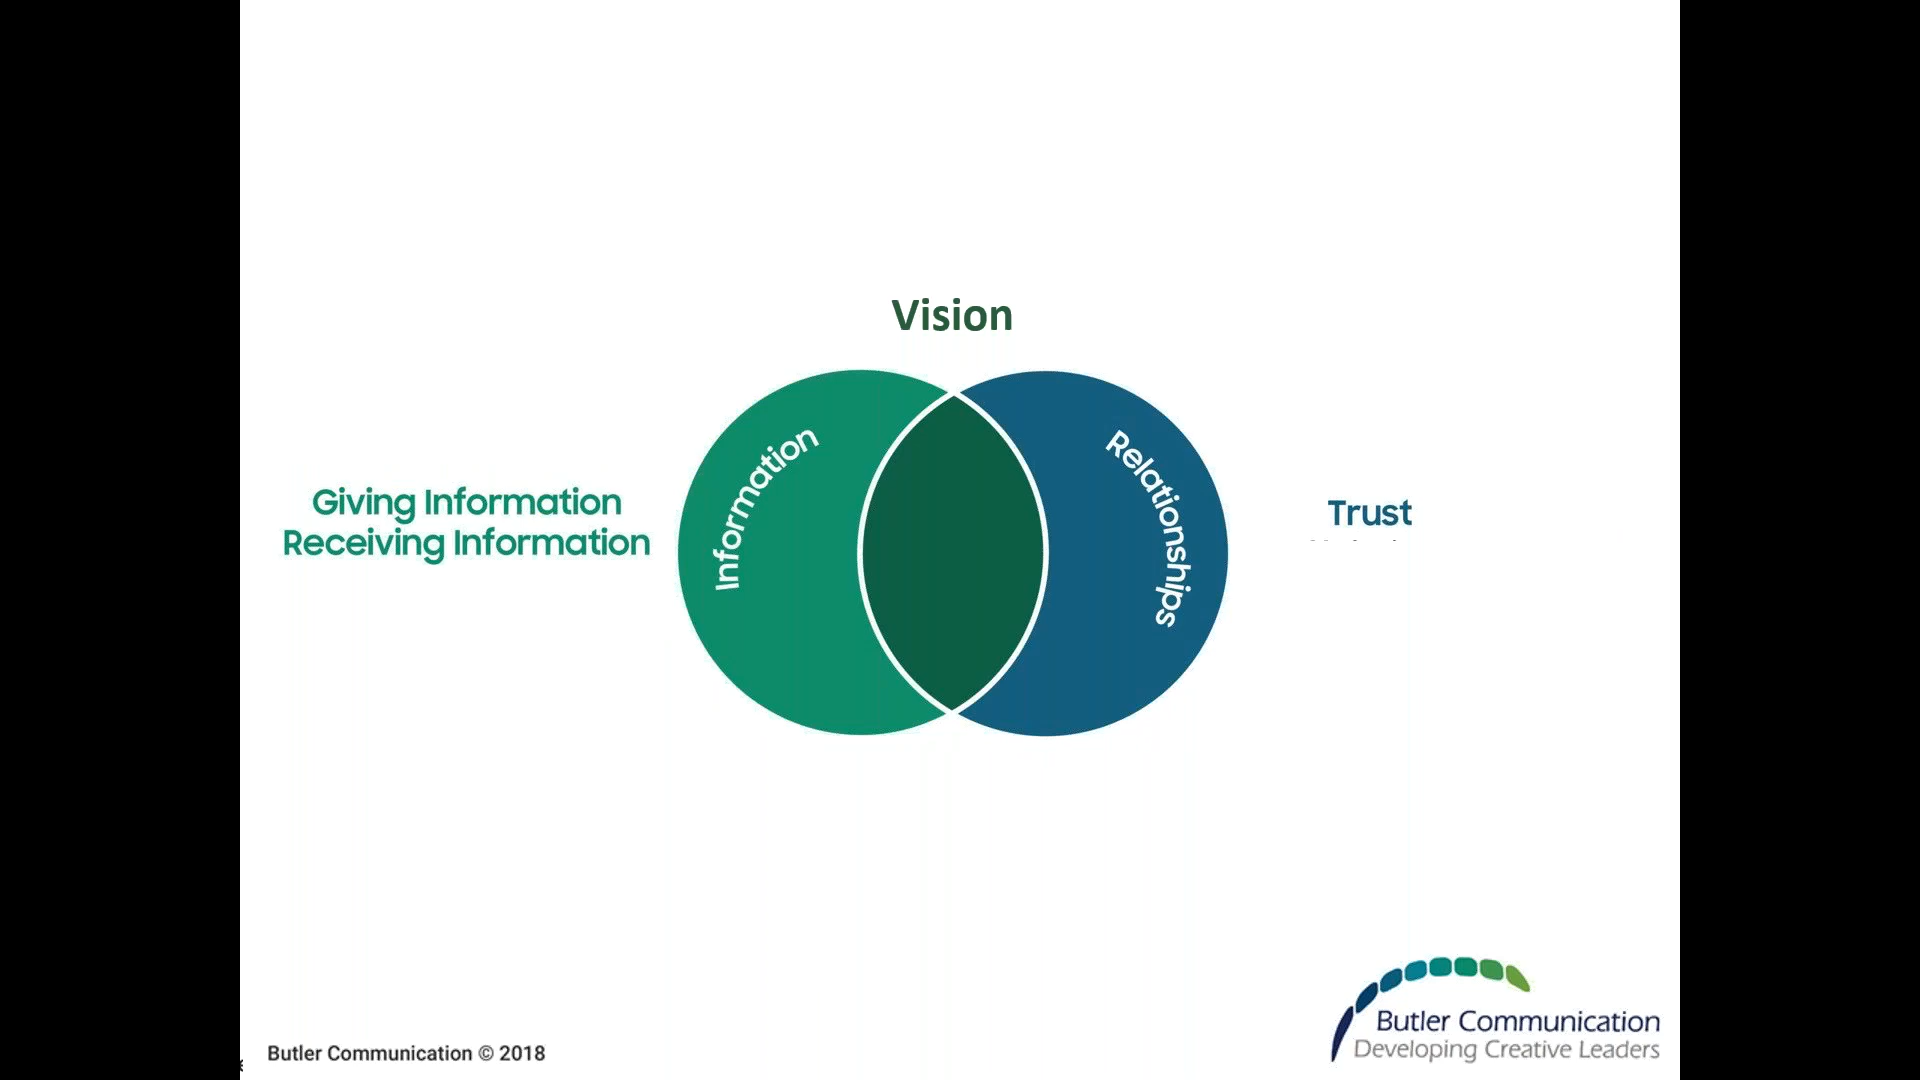 Vision
Information
Relationships
Giving Information
Receiving Information
Trust
Butler Communication © 2018
Butler Communication
Developing Creative Leaders